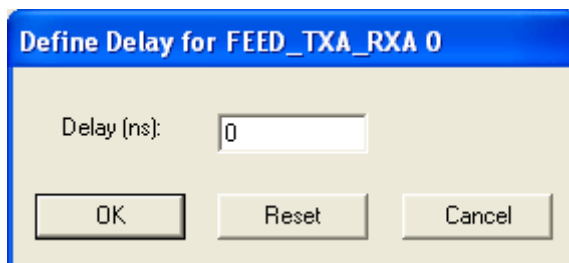 Define Delay for FEED_TXA_RXA 0
Delay (ns): 0
OK Reset Cancel